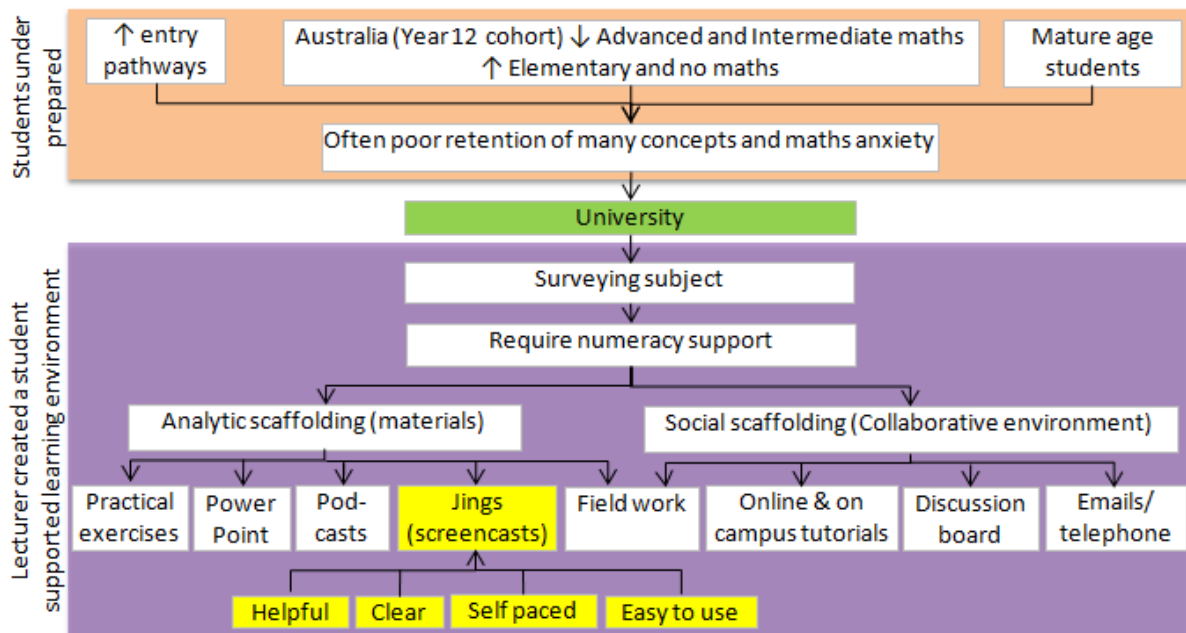 Students under
prepared
↑ entry
pathways
Australia (Year 12 cohort) ↓ Advanced and Intermediate maths
↑ Elementary and no maths
Mature age
students
Often poor retention of many concepts and maths anxiety
University
Lecturer created a student
supported learning environment
Surveying subject
Require numeracy support
Analytic scaffolding (materials)
Social scaffolding (Collaborative environment)
Practical
exercises
Power
Point
Pod-
casts
Jings
(screencasts)
Field work
Online & on
campus tutorials
Discussion
board
Emails/
telephone
Helpful
Clear
Self paced
Easy to use